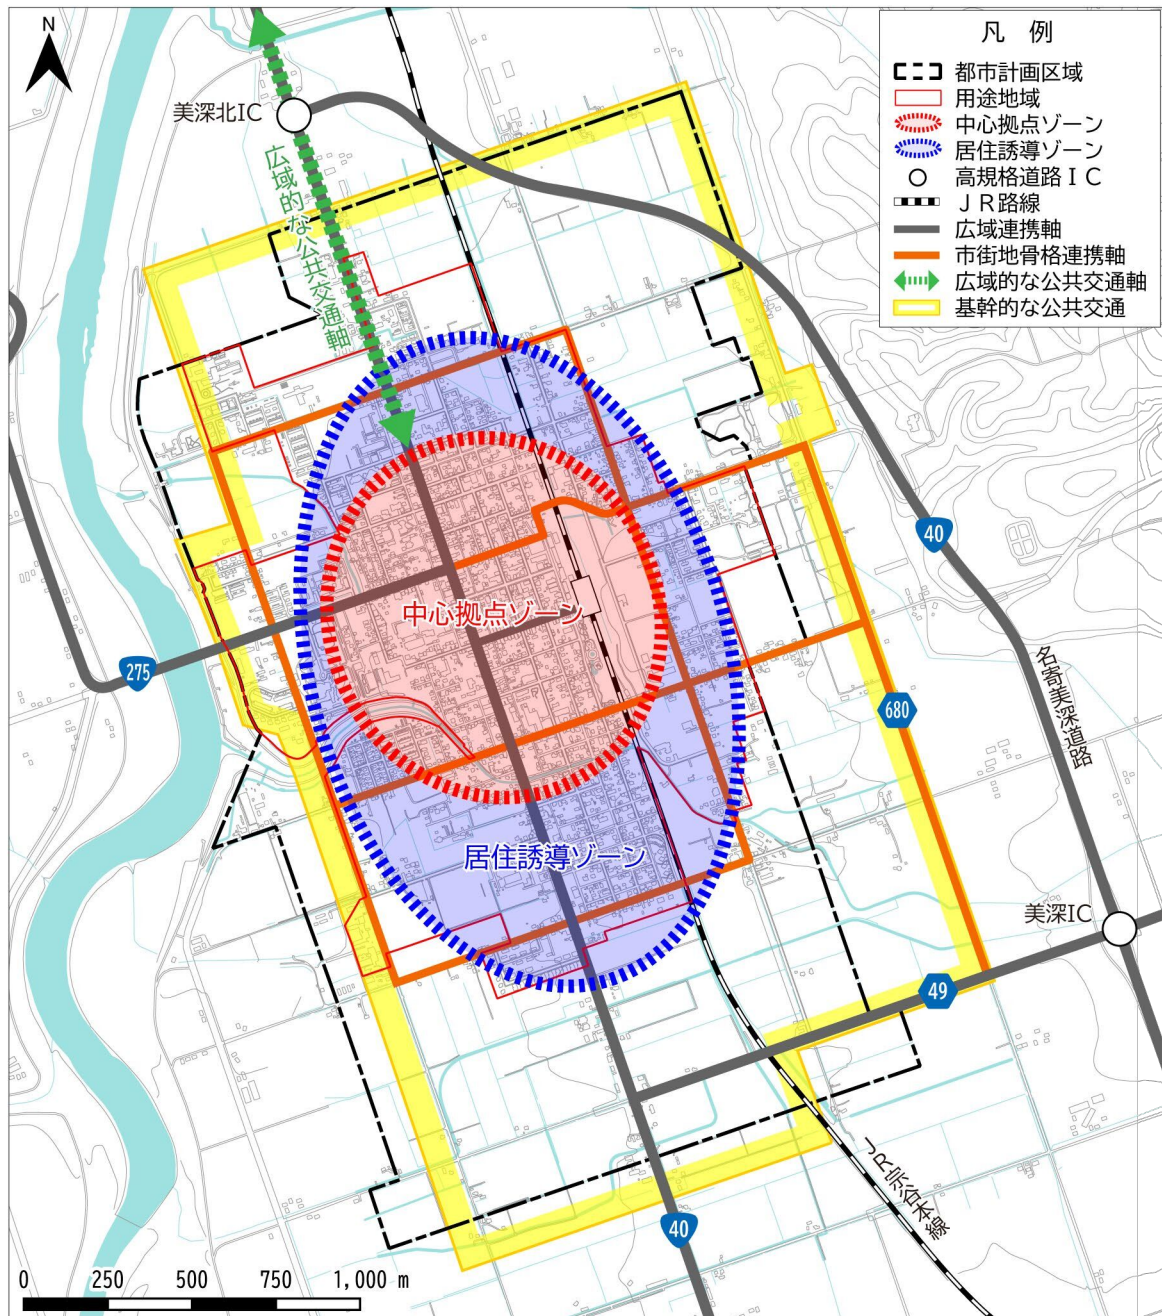 N
凡 例
都市計画区域
用途地域
中心拠点ゾーン
居住誘導ゾーン
高規格道路ＩＣ
ＪＲ路線
広域連携軸
市街地骨格連携軸
広域的な公共交通軸
基幹的な公共交通
美深北IC
広域的な公共交通軸
40
中心拠点ゾーン
275
名寄美深道路
680
居住誘導ゾーン
美深IC
49
JR宗谷本線
40
0 250 500 750 1,000 m